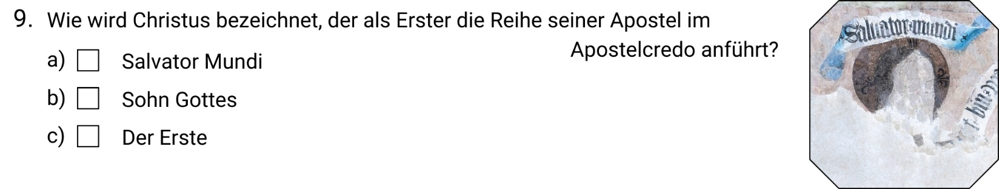 9. Wie wird Christus bezeichnet, der als Erster die Reihe seiner Apostel im
Apostelcredo anführt?
a) Salvator Mundi
b) Sohn Gottes
c) Der Erste
Saluator mundi